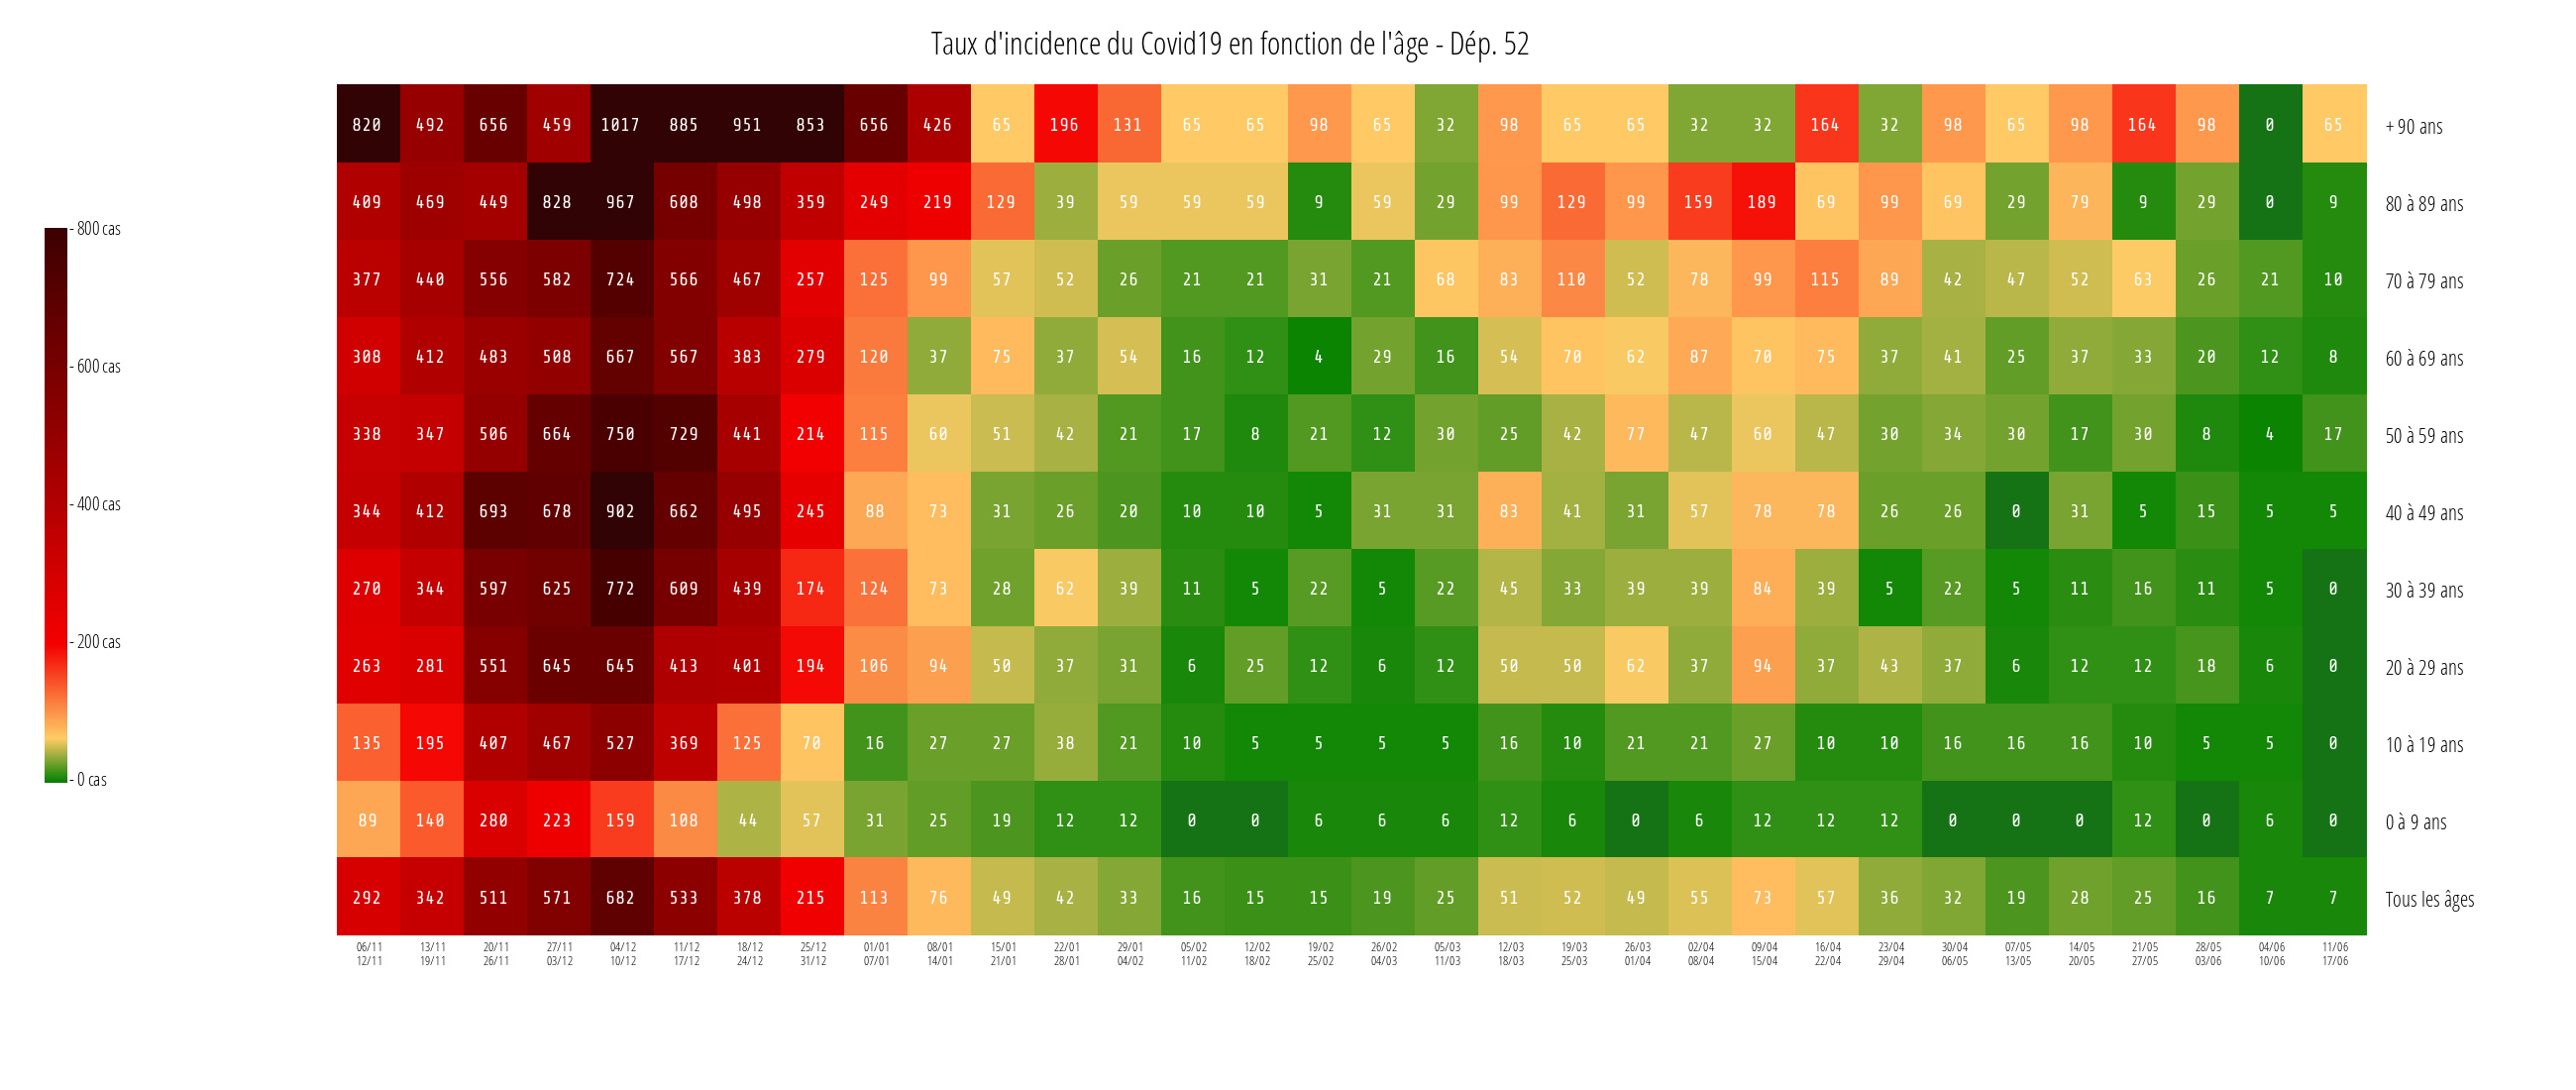 Taux d'incidence du Covid19 en fonction de l'âge - Dép. 52
- 800 cas
- 600 cas
- 400 cas
- 200 cas
- 0 cas
820 492 656 459 1017 885 951 853 656 426 65 196 131 65 65 98 65 32 98 65 65 32 32 164 32 98 65 98 164 98 0 65 + 90 ans
409 469 449 828 967 608 498 359 249 219 129 39 59 59 59 9 59 29 99 129 99 159 189 69 99 69 29 79 9 29 0 9 80 à 89 ans
377 440 556 582 724 566 467 257 125 99 57 52 26 21 21 31 21 68 83 110 52 78 99 115 89 42 47 52 63 26 21 10 70 à 79 ans
308 412 483 508 667 567 383 279 120 37 75 37 54 16 12 4 29 16 54 70 62 87 70 75 37 41 25 37 33 20 12 8 60 à 69 ans
338 347 506 664 750 729 441 214 115 60 51 42 21 17 8 21 12 30 25 42 77 47 60 47 30 34 30 17 30 8 4 17 50 à 59 ans
344 412 693 678 902 662 495 245 88 73 31 26 20 10 10 5 31 31 83 41 31 57 78 78 26 26 0 31 5 15 5 5 40 à 49 ans
270 344 597 625 772 609 439 174 124 73 28 62 39 11 5 22 5 22 45 33 39 39 84 39 5 22 5 11 16 11 5 0 30 à 39 ans
263 281 551 645 645 413 401 194 106 94 50 37 31 6 25 12 6 12 50 50 62 37 94 37 43 37 6 12 12 18 6 0 20 à 29 ans
135 195 407 467 527 369 125 70 16 27 27 38 21 10 5 5 5 5 16 10 21 21 27 10 10 16 16 16 10 5 5 0 10 à 19 ans
89 140 280 223 159 108 44 57 31 25 19 12 12 0 0 6 6 6 12 6 0 6 12 12 12 0 0 0 12 0 6 0 0 à 9 ans
292 342 511 571 682 533 378 215 113 76 49 42 33 16 15 15 19 25 51 52 49 55 73 57 36 32 19 28 25 16 7 7 Tous les âges
06/11 13/11 20/11 27/11 04/12 11/12 18/12 25/12 01/01 08/01 15/01 22/01 29/01 05/02 12/02 19/02 26/02 05/03 12/03 19/03 26/03 02/04 09/04 16/04 23/04 30/04 07/05 14/05 21/05 28/05 04/06 11/06
12/11 19/11 26/11 03/12 10/12 17/12 24/12 31/12 07/01 14/01 21/01 28/01 04/02 11/02 18/02 25/02 04/03 11/03 18/03 25/03 01/04 08/04 15/04 22/04 29/04 06/05 13/05 20/05 27/05 03/06 10/06 17/06